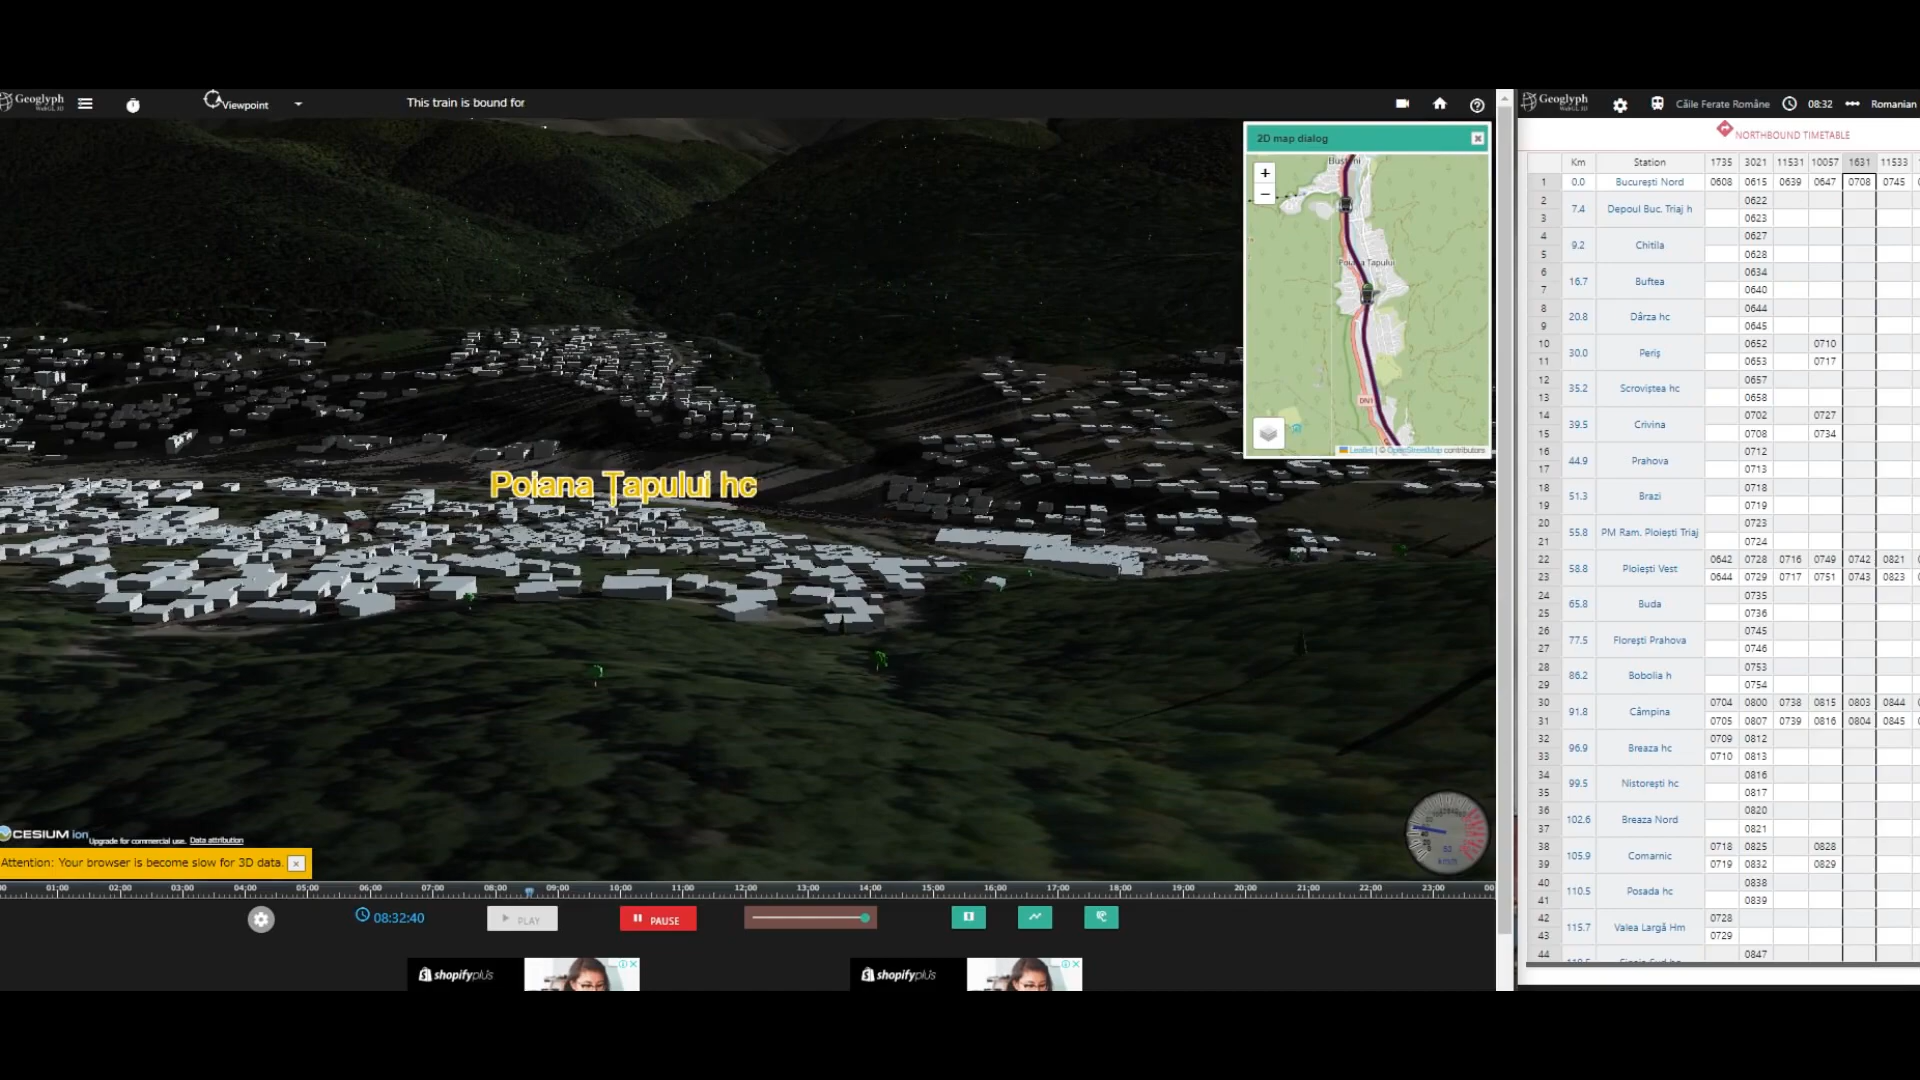 Geoglyph
Viewpoint
This train is bound for
2D map dialog
+
−
Poiana Tapului
DN1
Leaflet | © OpenStreetMap contributors
Poiana Ţapului hc
CESIUM ion
Upgrade for commercial use. Data attribution
Attention: Your browser is become slow for 3D data.
01:00 02:00 03:00 04:00 05:00 06:00 07:00 08:00 09:00 10:00 11:00 12:00 13:00 14:00 15:00 16:00 17:00 18:00 19:00 20:00 21:00 22:00 23:00 00
08:32:40
PLAY
PAUSE
shopifyplus
shopifyplus
Geoglyph
Căile Ferate Române 08:32 Romanian
NORTHBOUND TIMETABLE
Km Station 1735 3021 11531 10057 1631 11533
1 0.0 București Nord 0608 0615 0639 0647 0708 0745
2 7.4 Depoul Buc. Triaj h 0622
3 0623
4 9.2 Chitila 0627
5 0628
6 16.7 Buftea 0634
7 0640
8 20.8 Dârza hc 0644
9 0645
10 30.0 Periș 0652 0710
11 0653 0717
12 35.2 Scroviștea hc 0657
13 0658
14 39.5 Crivina 0702 0727
15 0708 0734
16 44.9 Prahova 0712
17 0713
18 51.3 Brazi 0718
19 0719
20 55.8 PM Ram. Ploiești Triaj 0723
21 0724
22 58.8 Ploiești Vest 0642 0728 0716 0749 0742 0821
23 0644 0729 0717 0751 0743 0823
24 65.8 Buda 0735
25 0736
26 77.5 Florești Prahova 0745
27 0746
28 86.2 Bobolia h 0753
29 0754
30 91.8 Câmpina 0704 0800 0738 0815 0803 0844
31 0705 0807 0739 0816 0804 0845
32 96.9 Breaza hc 0709 0812
33 0710 0813
34 99.5 Nistorești hc 0816
35 0817
36 102.6 Breaza Nord 0820
37 0821
38 105.9 Comarnic 0718 0825 0828
39 0719 0832 0829
40 110.5 Posada hc 0838
41 0839
42 115.7 Valea Largă Hm 0728
43 0729
44 0847